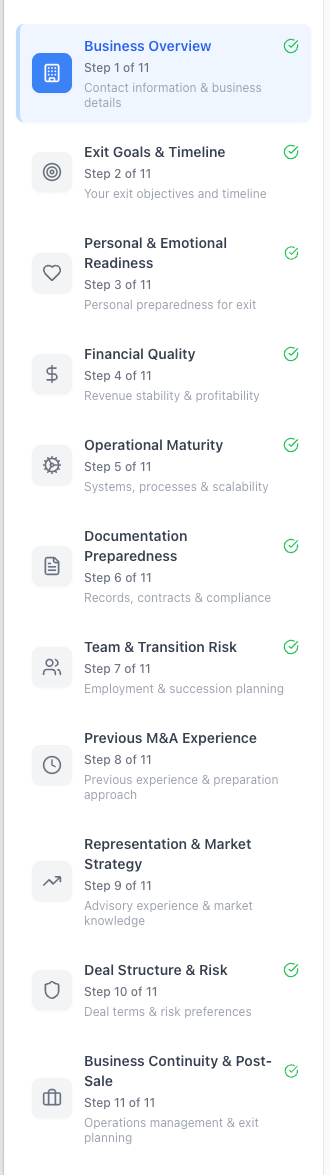 Business Overview
Step 1 of 11
Contact information & business
details
Exit Goals & Timeline
Step 2 of 11
Your exit objectives and timeline
Personal & Emotional
Readiness
Step 3 of 11
Personal preparedness for exit
Financial Quality
Step 4 of 11
Revenue stability & profitability
Operational Maturity
Step 5 of 11
Systems, processes & scalability
Documentation
Preparedness
Step 6 of 11
Records, contracts & compliance
Team & Transition Risk
Step 7 of 11
Employment & succession planning
Previous M&A Experience
Step 8 of 11
Previous experience & preparation
approach
Representation & Market
Strategy
Step 9 of 11
Advisory experience & market
knowledge
Deal Structure & Risk
Step 10 of 11
Deal terms & risk preferences
Business Continuity & Post-
Sale
Step 11 of 11
Operations management & exit
planning